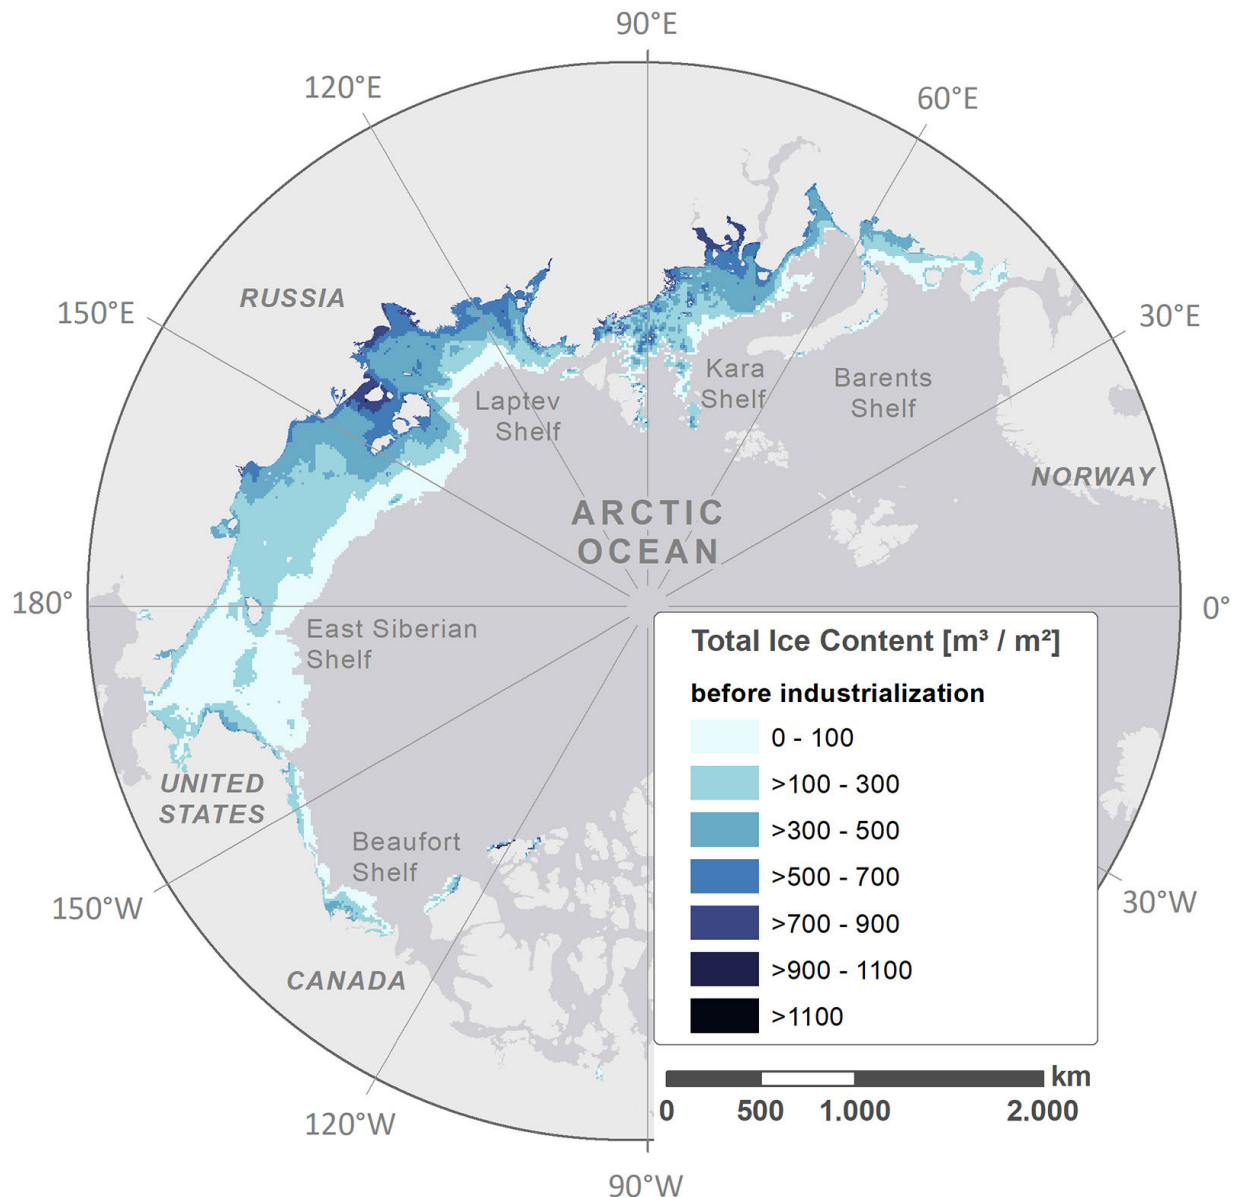 90°E
120°E
60°E
150°E
30°E
RUSSIA
Kara
Shelf
Barents
Shelf
Laptev
Shelf
NORWAY
ARCTIC
OCEAN
180°
0°
East Siberian
Shelf
UNITED
STATES
Beaufort
Shelf
150°W
30°W
CANADA
120°W
90°W
Total Ice Content [m³ / m²]
before industrialization
0 - 100
>100 - 300
>300 - 500
>500 - 700
>700 - 900
>900 - 1100
>1100
km
0 500 1.000 2.000